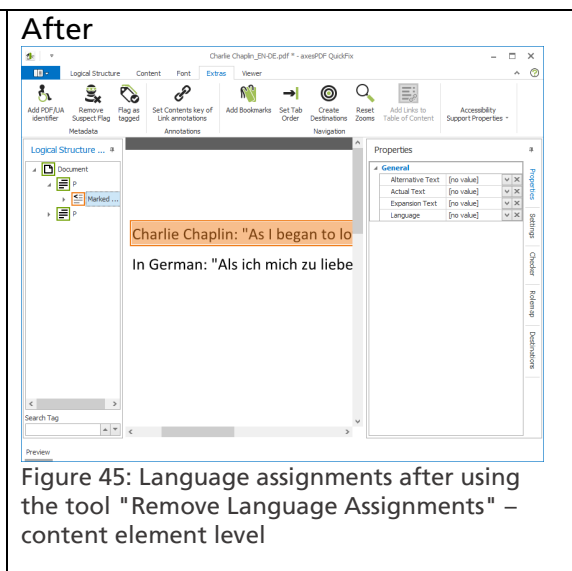 After
Charlie Chaplin_EN-DE.pdf * - axesPDF QuickFix
Logical Structure Content Font Extras Viewer
Add PDF/UA identifier
Remove Suspect Flag
Flag as tagged
Set Contents key of Link annotations
Add Bookmarks
Set Tab Order
Create Destinations
Reset Zooms
Add Links to Table of Content
Accessibility Support Properties
Metadata Annotations Navigation
Logical Structure ...
Document
P
Marked ...
P
Search Tag
Charlie Chaplin: "As I began to lo
In German: "Als ich mich zu liebe
Properties
General
Alternative Text [no value]
Actual Text [no value]
Expansion Text [no value]
Language [no value]
Properties
Settings
Checker
Rolemap
Destinations
Preview
Figure 45: Language assignments after using
the tool "Remove Language Assignments" –
content element level